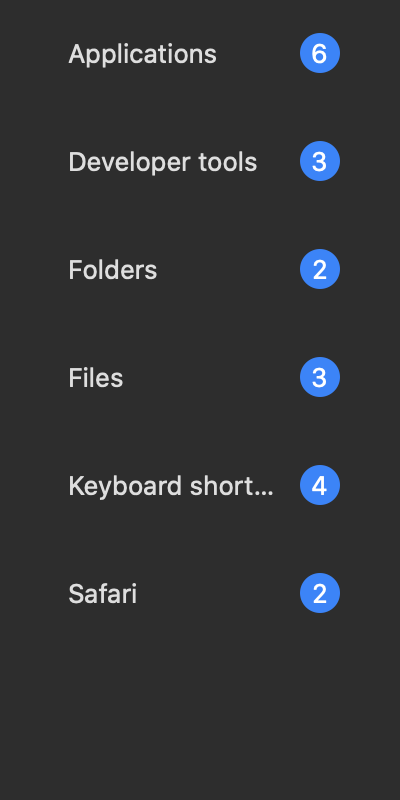 Applications 6
Developer tools 3
Folders 2
Files 3
Keyboard short... 4
Safari 2